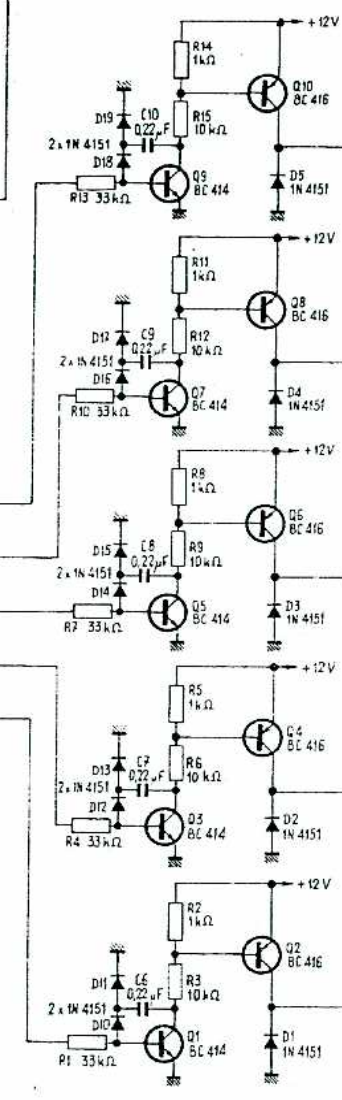 +12V
R14
1kΩ
Q10
BC 416
D19
C10
0,22µF
R15
10kΩ
2 x 1N 4151
D18
Q9
BC 414
R13 33kΩ
D5
1N 4151
+12V
R11
1kΩ
Q8
BC 416
D17
C9
0,22µF
R12
10kΩ
2 x 1N 4151
D16
Q7
BC 414
R10 33kΩ
D4
1N 4151
+12V
R8
1kΩ
Q6
BC 416
D15
C8
0,22µF
R9
10kΩ
2 x 1N 4151
D14
Q5
BC 414
R7 33kΩ
D3
1N 4151
+12V
R5
1kΩ
Q4
BC 416
D13
C7
0,22µF
R6
10kΩ
2 x 1N 4151
D12
Q3
BC 414
R4 33kΩ
D2
1N 4151
+12V
R2
1kΩ
Q2
BC 416
D11
C6
0,22µF
R3
10kΩ
2 x 1N 4151
D10
Q1
BC 414
R1 33kΩ
D1
1N 4151